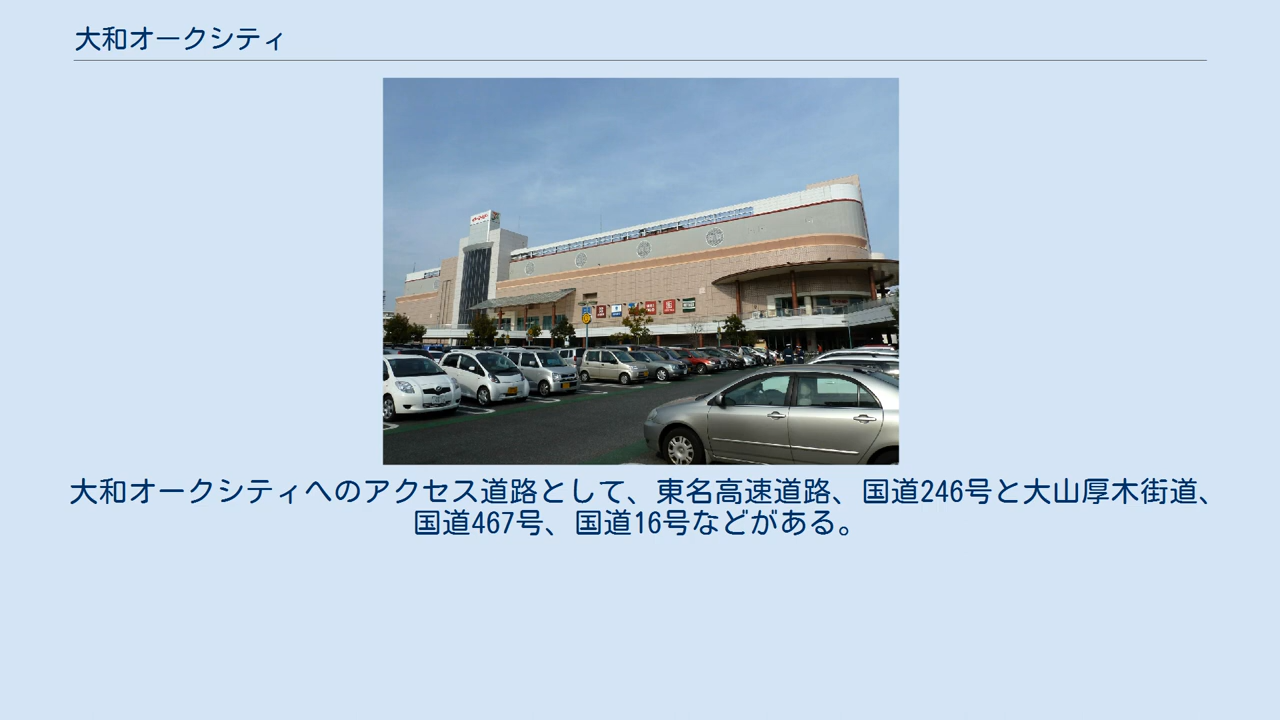 大和オークシティ
大和オークシティへのアクセス道路として、東名高速道路、国道246号と大山厚木街道、
国道467号、国道16号などがある。